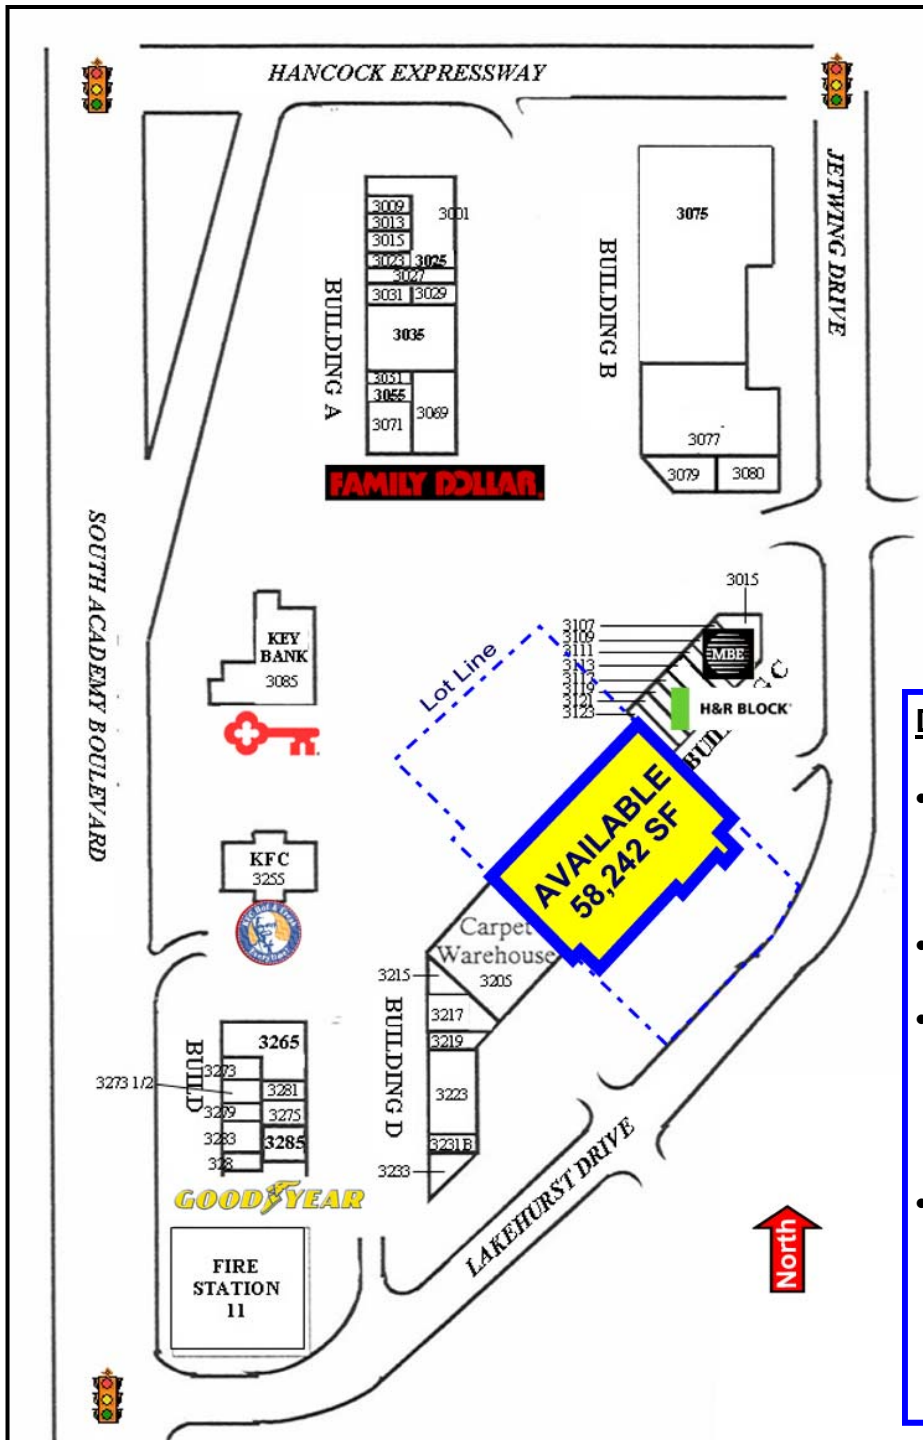 HANCOCK EXPRESSWAY
JETWING DRIVE
3009
3001
3013
3015
3023
3025
3027
3031
3029
3035
3051
3055
3071
3069
BUILDING A
FAMILY DOLLAR
BUILDING B
3075
3077
3079
3080
SOUTH ACADEMY BOULEVARD
KEY
BANK
3085
Lot Line
3015
3107
3109
3111
3113
3119
3121
3123
MBE
H&R BLOCK
C
AVAILABLE
58,242 SF
KFC
3255
Carpet
Warehouse
3205
3215
3217
3219
3223
3231B
3233
BUILDING D
BUILD
3265
3273
3273 1/2
3281
3279
3275
3283
3285
328
GOODYEAR
FIRE
STATION
11
LAKEHURST DRIVE
North
D
•
•
•
•